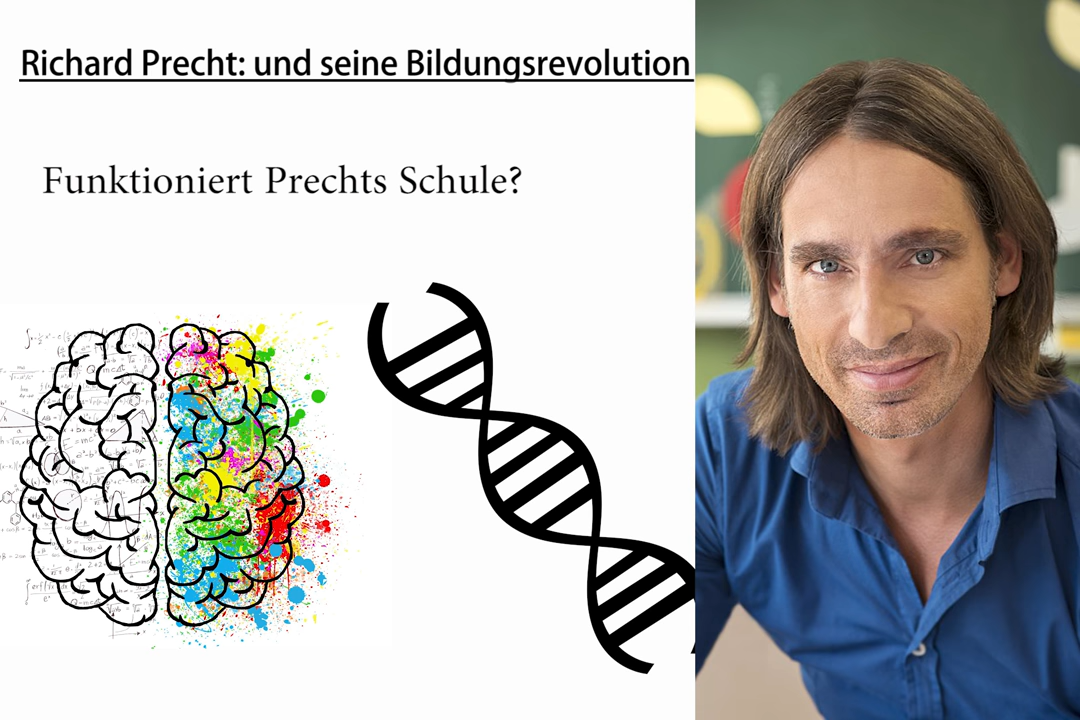 Richard Precht: und seine Bildungsrevolution
Funktioniert Prechts Schule?